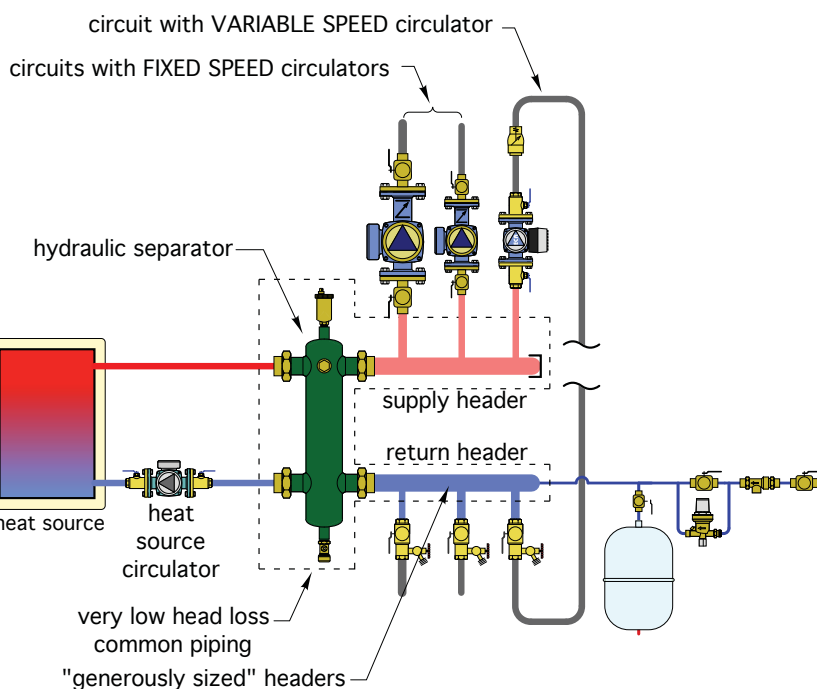 circuit with VARIABLE SPEED circulator
circuits with FIXED SPEED circulators
hydraulic separator
supply header
return header
heat source
heat
source
circulator
very low head loss
common piping
"generously sized" headers